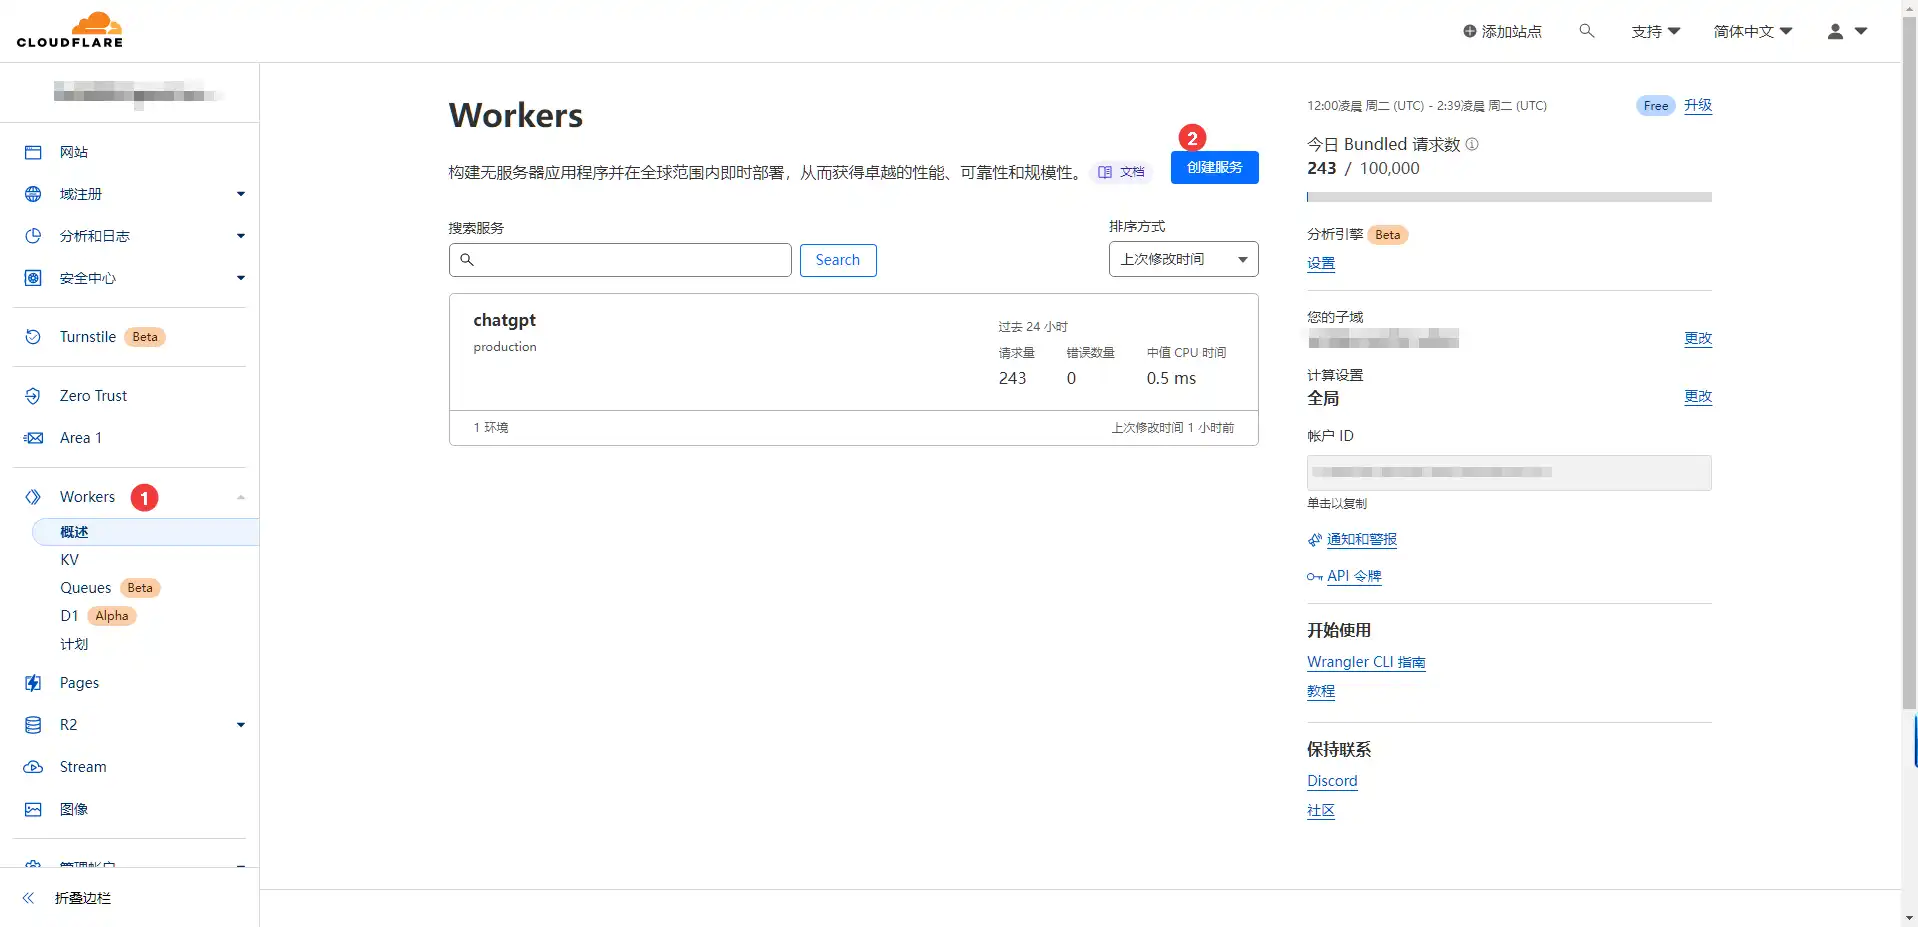 CLOUDFLARE
添加站点
支持
简体中文
网站
域注册
分析和日志
安全中心
Turnstile Beta
Zero Trust
Area 1
Workers 1
概述
KV
Queues Beta
D1 Alpha
计划
Pages
R2
Stream
图像
管理帐户
折叠边栏
Workers
构建无服务器应用程序并在全球范围内即时部署，从而获得卓越的性能、可靠性和规模性。 文档
2
创建服务
搜索服务
Search
排序方式
上次修改时间
chatgpt
production
过去 24 小时
请求量 错误数量 中值 CPU 时间
243 0 0.5 ms
1 环境
上次修改时间 1 小时前
12:00凌晨 周二 (UTC) - 2:39凌晨 周二 (UTC)
Free 升级
今日 Bundled 请求数
243 / 100,000
分析引擎 Beta
设置
您的子域
更改
计算设置
全局
更改
帐户 ID
单击以复制
通知和警报
API 令牌
开始使用
Wrangler CLI 指南
教程
保持联系
Discord
社区